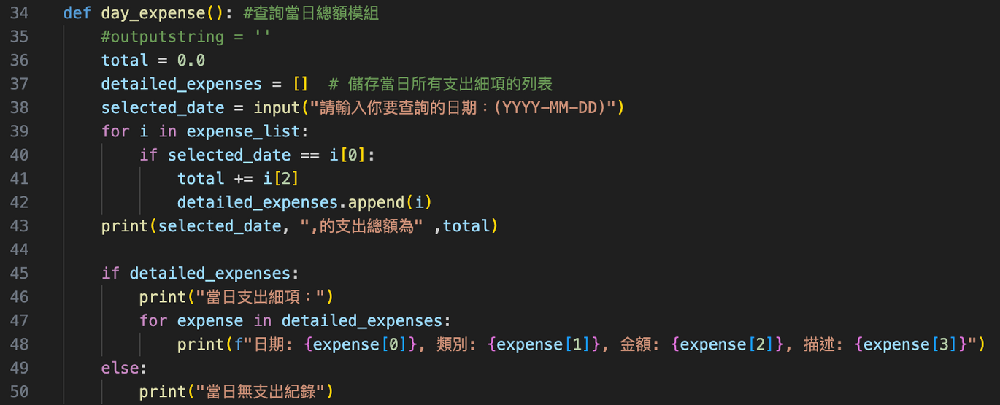 34 def day_expense(): #查詢當日總額模組
35 #outputstring = ''
36 total = 0.0
37 detailed_expenses = [] # 儲存當日所有支出細項的列表
38 selected_date = input("請輸入你要查詢的日期：(YYYY-MM-DD)")
39 for i in expense_list:
40 if selected_date == i[0]:
41 total += i[2]
42 detailed_expenses.append(i)
43 print(selected_date, ",的支出總額為" ,total)
44
45 if detailed_expenses:
46 print("當日支出細項：")
47 for expense in detailed_expenses:
48 print(f"日期: {expense[0]}, 類別: {expense[1]}, 金額: {expense[2]}, 描述: {expense[3]}")
49 else:
50 print("當日無支出紀錄")